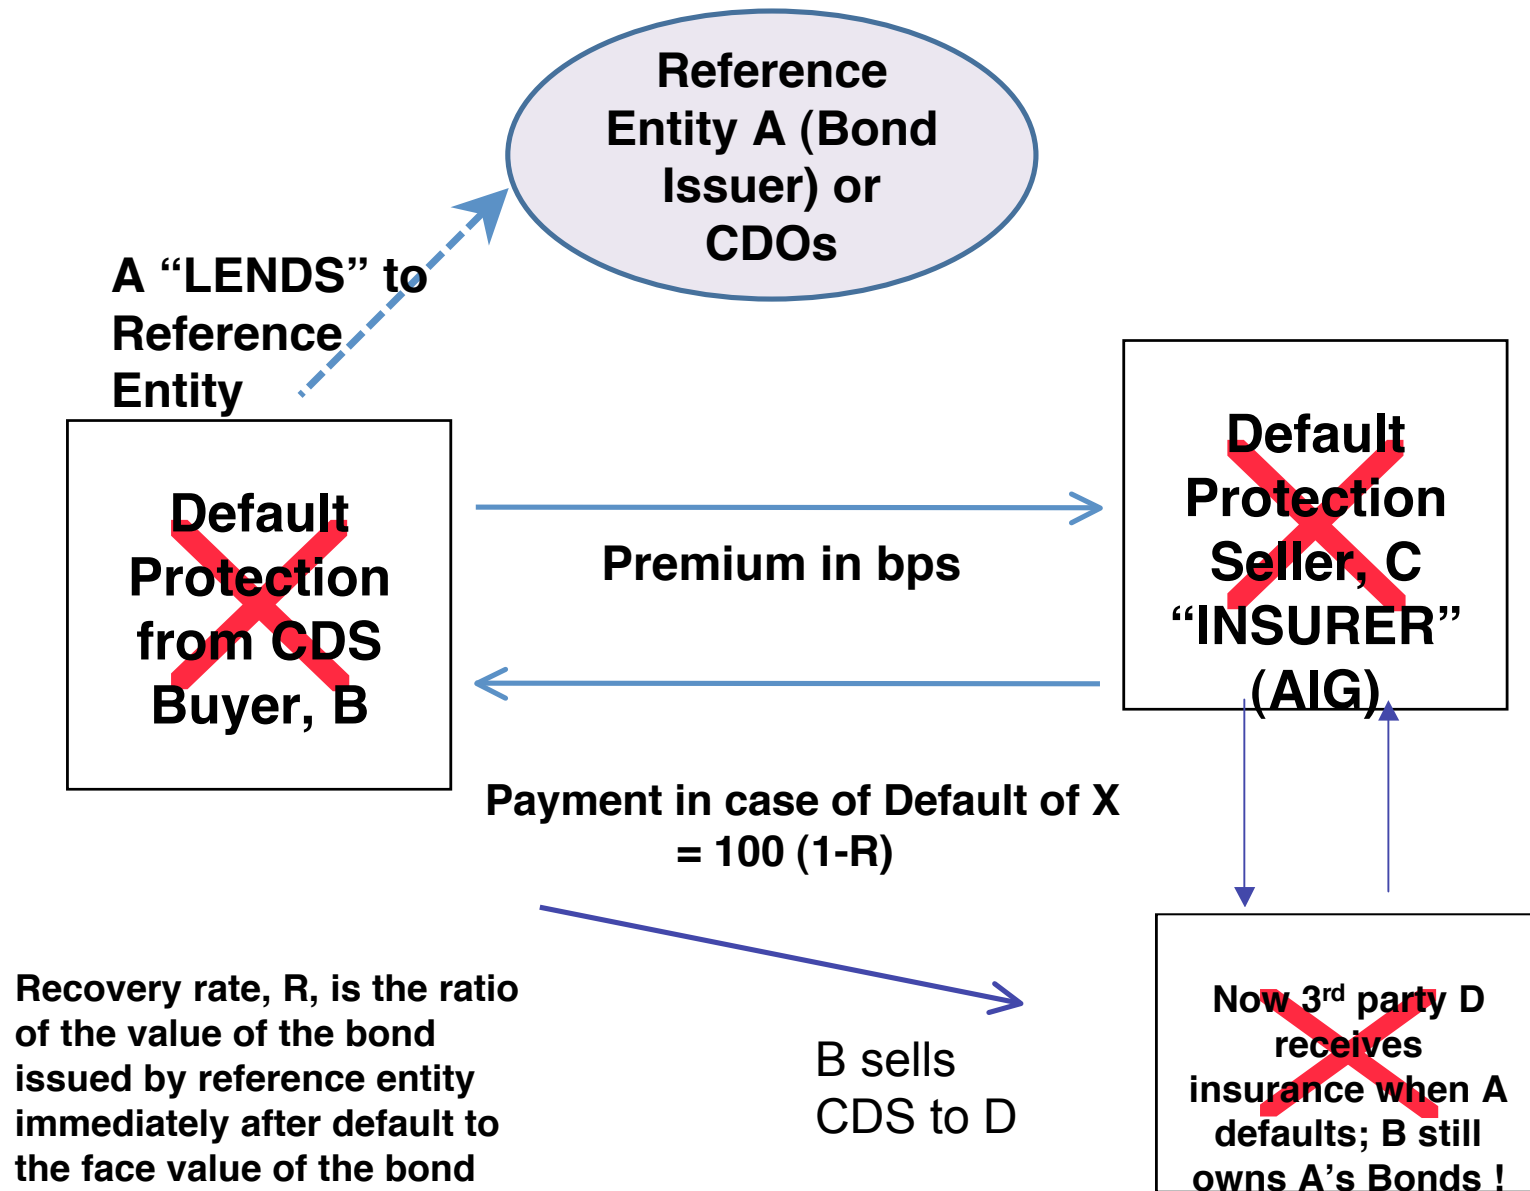 Reference
Entity A (Bond
Issuer) or
CDOs
A “LENDS” to
Reference
Entity
Default
Protection
from CDS
Buyer, B
Premium in bps
Default
Protection
Seller, C
“INSURER”
(AIG)
Payment in case of Default of X
= 100 (1-R)
Recovery rate, R, is the ratio
of the value of the bond
issued by reference entity
immediately after default to
the face value of the bond
B sells
CDS to D
Now 3rd party D
receives
insurance when A
defaults; B still
owns A’s Bonds !